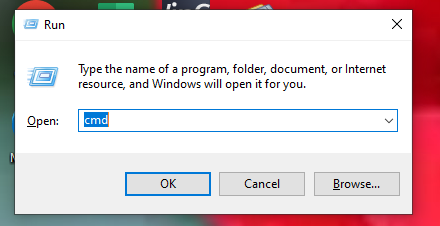 Run
Type the name of a program, folder, document, or Internet
resource, and Windows will open it for you.
Open: cmd
OK Cancel Browse...